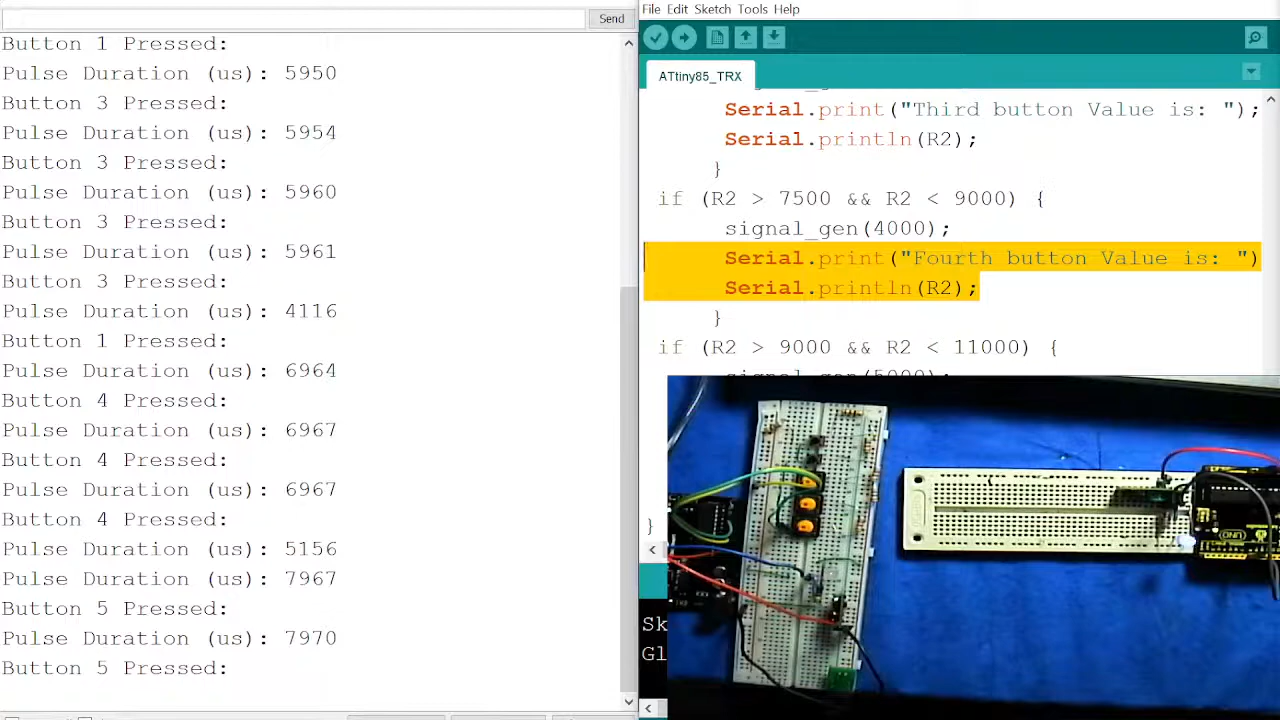 Send
Button 1 Pressed:
Pulse Duration (us): 5950
Button 3 Pressed:
Pulse Duration (us): 5954
Button 3 Pressed:
Pulse Duration (us): 5960
Button 3 Pressed:
Pulse Duration (us): 5961
Button 3 Pressed:
Pulse Duration (us): 4116
Button 1 Pressed:
Pulse Duration (us): 6964
Button 4 Pressed:
Pulse Duration (us): 6967
Button 4 Pressed:
Pulse Duration (us): 6967
Button 4 Pressed:
Pulse Duration (us): 5156
Pulse Duration (us): 7967
Button 5 Pressed:
Pulse Duration (us): 7970
Button 5 Pressed:
File Edit Sketch Tools Help
ATtiny85_TRX
Serial.print("Third button Value is: ");
Serial.println(R2);
}
if (R2 > 7500 && R2 < 9000) {
signal_gen(4000);
Serial.print("Fourth button Value is: ")
Serial.println(R2);
}
if (R2 > 9000 && R2 < 11000) {
signal_gen(5000);
}
Sk
Gl
UNO